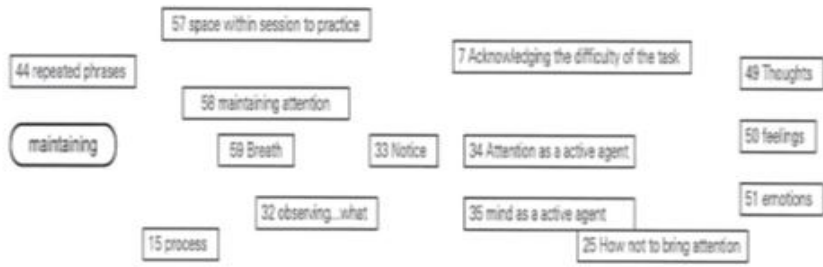 57 space within session to practice
7 Acknowledging the difficulty of the task
44 repeated phrases
49 Thoughts
58 maintaining attention
maintaining
59 Breath
33 Notice
34 Attention as a active agent
50 feelings
32 observing...what
35 mind as a active agent
51 emotions
15 process
25 How not to bring attention